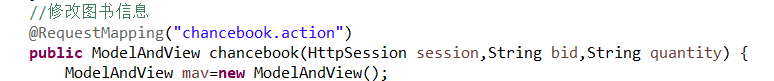 //修改图书信息
@RequestMapping("chancebook.action")
public ModelAndView chancebook(HttpSession session,String bid,String quantity) {
ModelAndView mav=new ModelAndView();